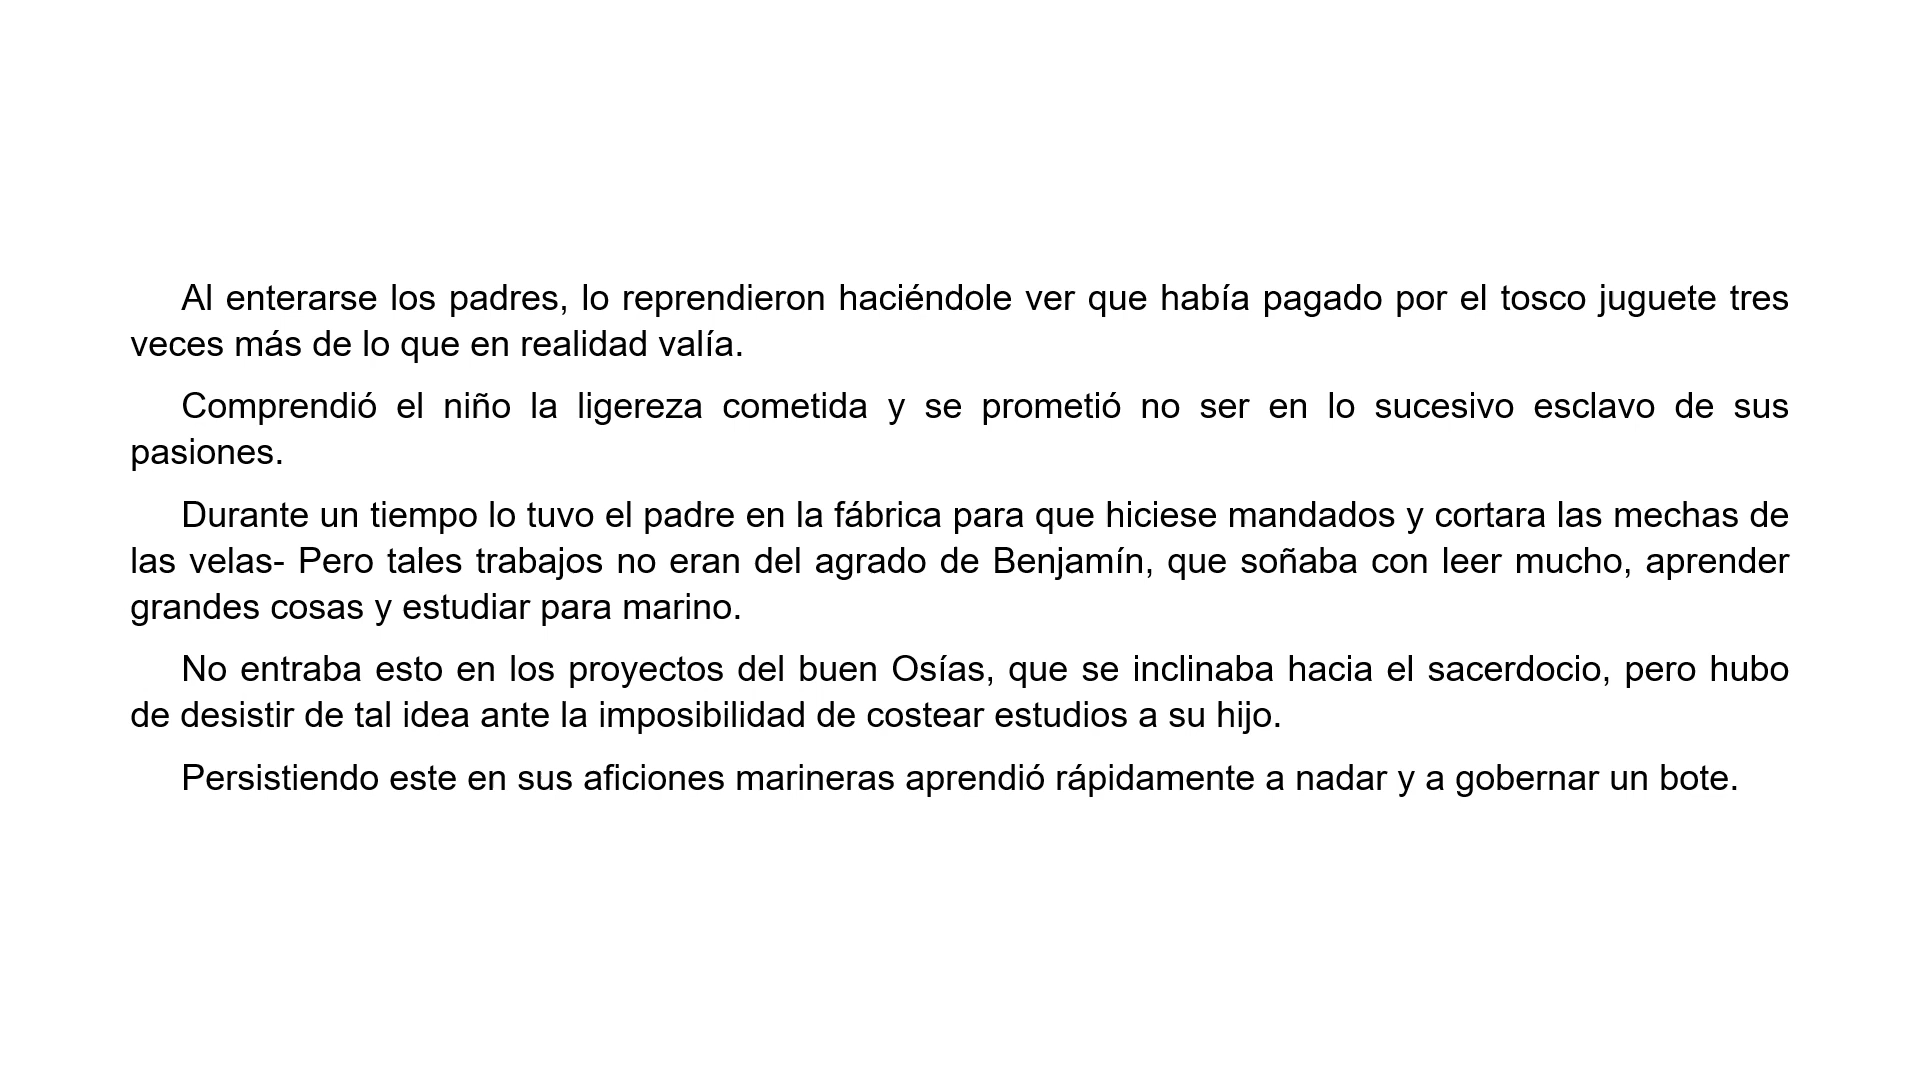 Al enterarse los padres, lo reprendieron haciéndole ver que había pagado por el tosco juguete tres
veces más de lo que en realidad valía.
Comprendió el niño la ligereza cometida y se prometió no ser en lo sucesivo esclavo de sus
pasiones.
Durante un tiempo lo tuvo el padre en la fábrica para que hiciese mandados y cortara las mechas de
las velas- Pero tales trabajos no eran del agrado de Benjamín, que soñaba con leer mucho, aprender
grandes cosas y estudiar para marino.
No entraba esto en los proyectos del buen Osías, que se inclinaba hacia el sacerdocio, pero hubo
de desistir de tal idea ante la imposibilidad de costear estudios a su hijo.
Persistiendo este en sus aficiones marineras aprendió rápidamente a nadar y a gobernar un bote.